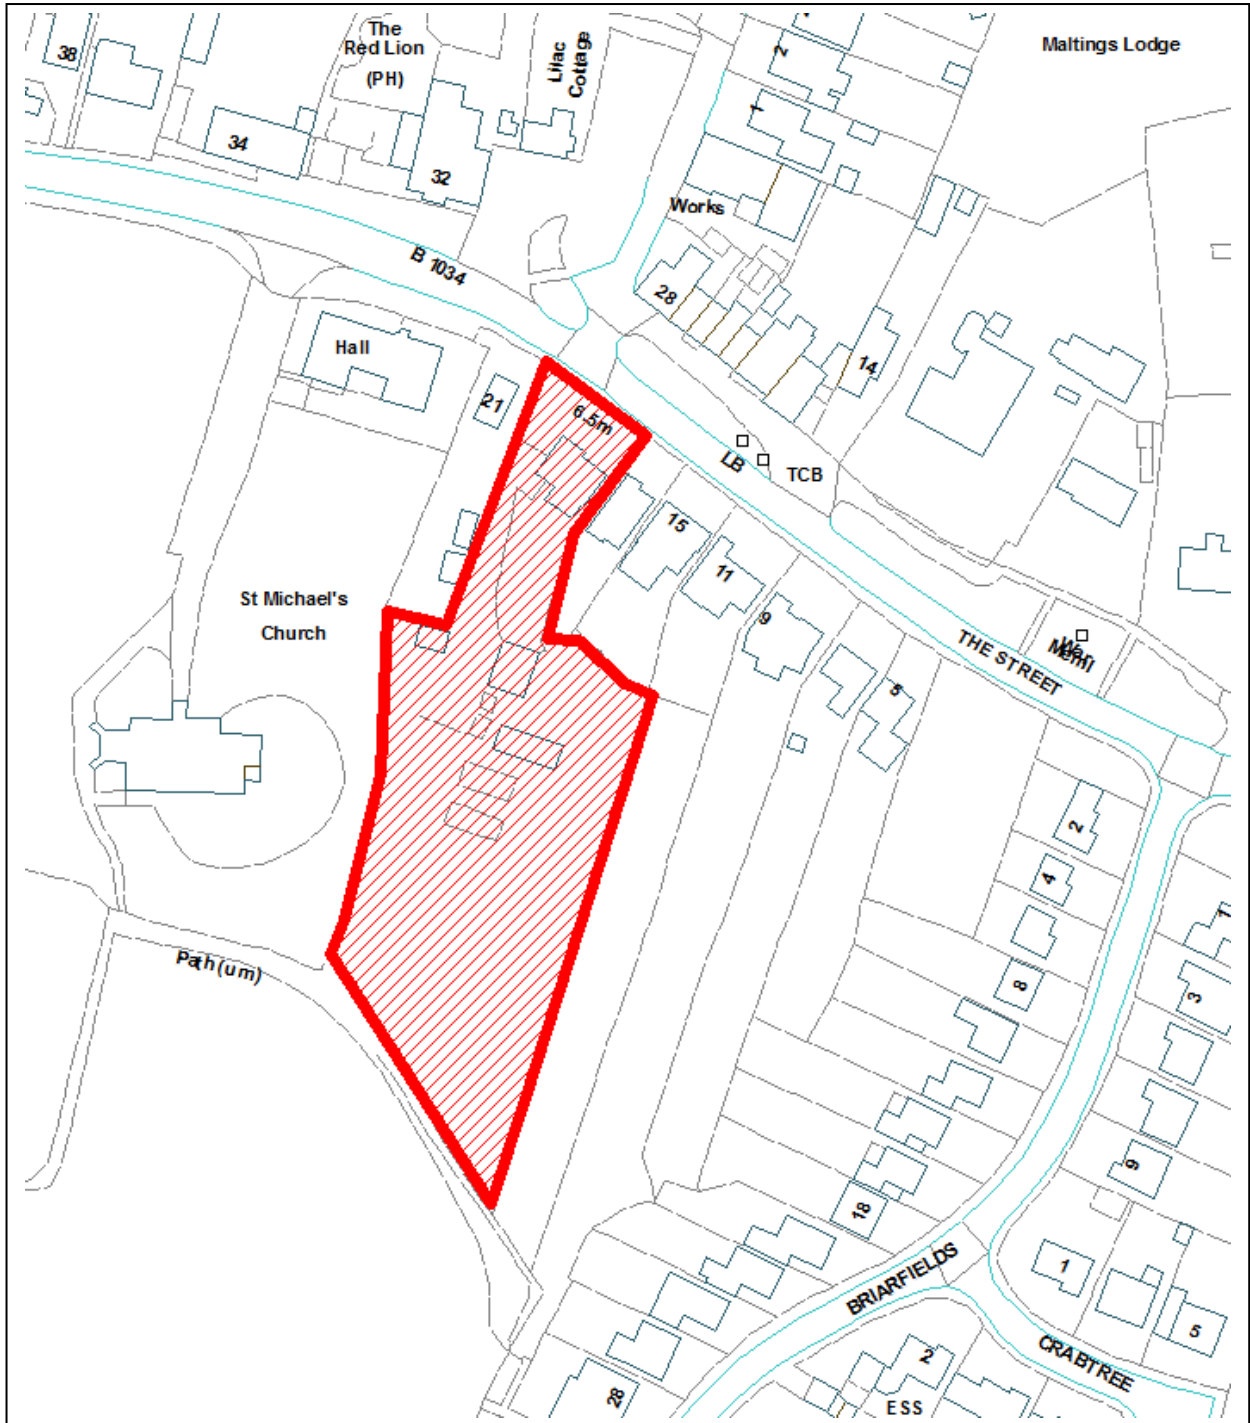 The
Red Lion
(PH)
Lilac
Cottage
2
Maltings Lodge
38
1
34
32
Works
B 1034
28
Hall
14
21
6.5m
LB
TCB
15
11
St Michael's
Church
9
War
Meml
THE STREET
5
2
4
1
8
3
Path (um)
9
18
1
BRIARFIELDS
5
CRABTREE
2
28
ESS